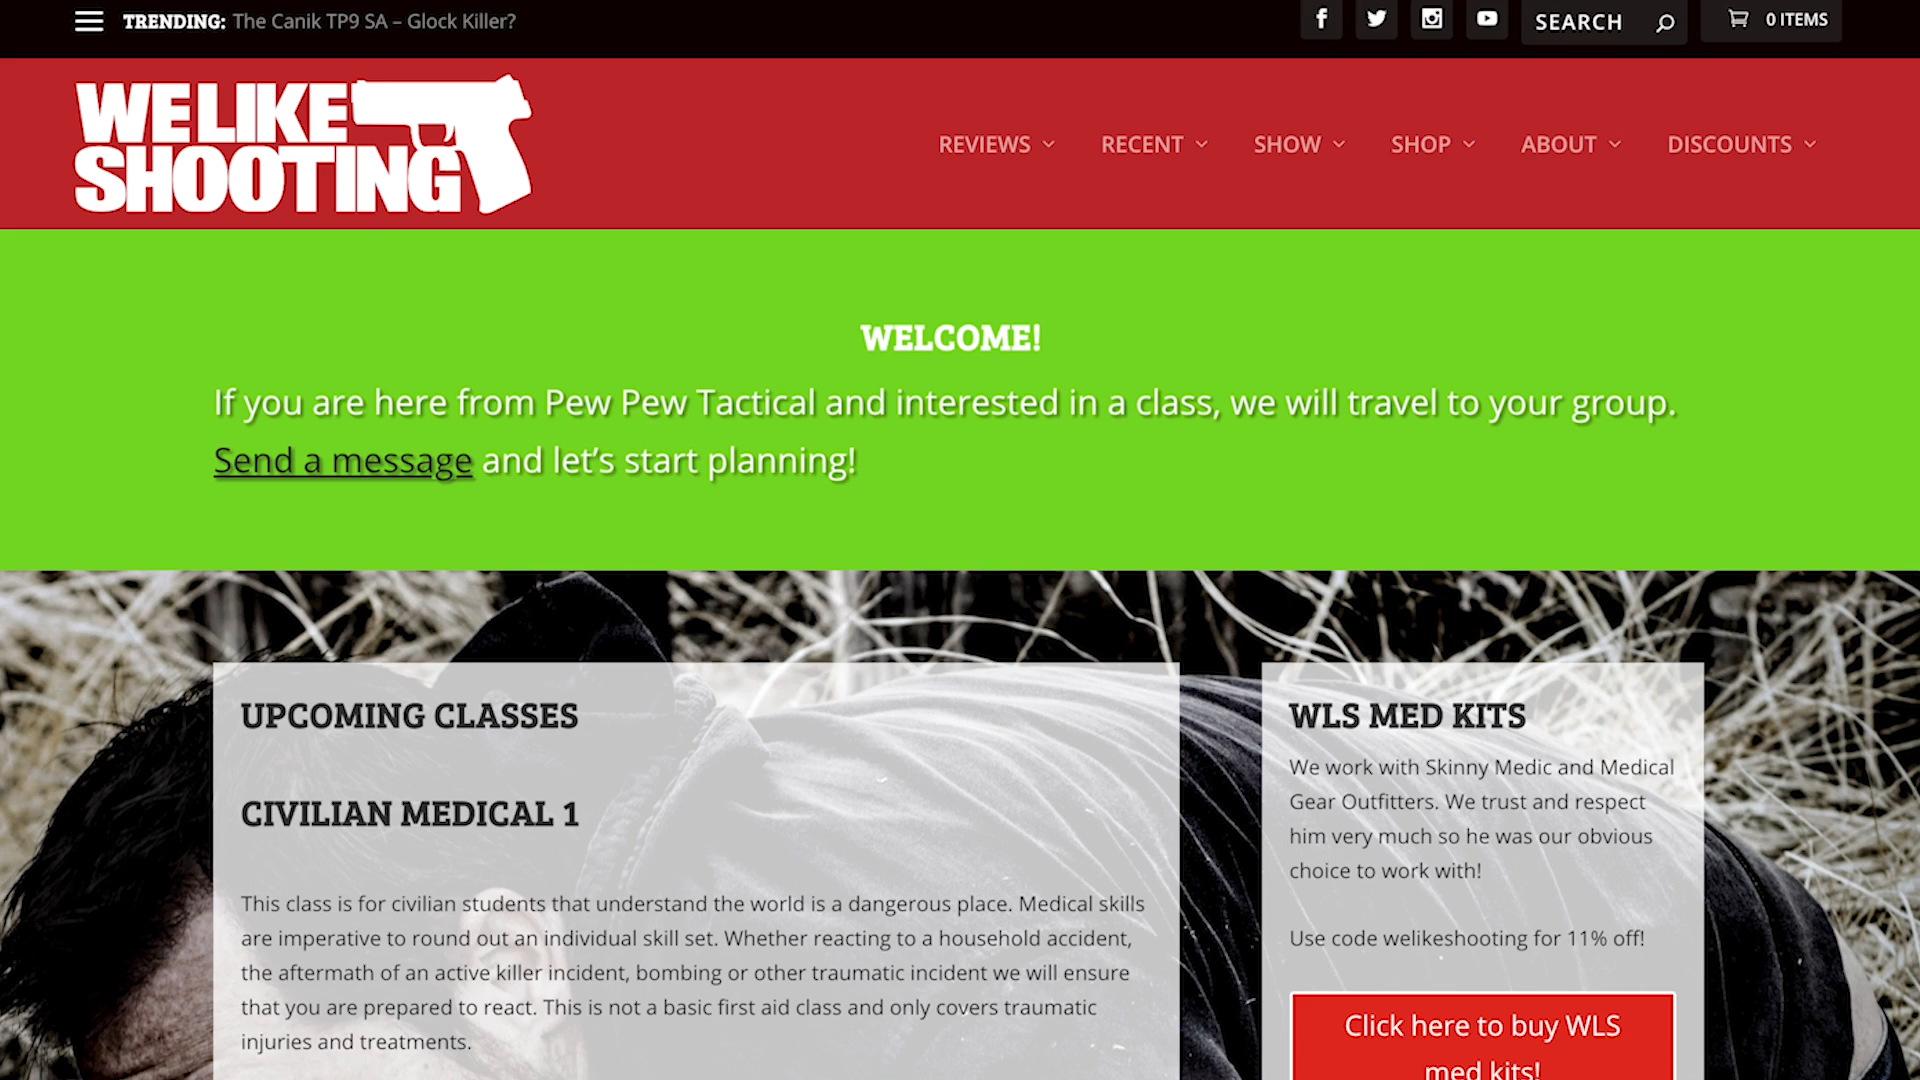 TRENDING: The Canik TP9 SA – Glock Killer?
SEARCH
0 ITEMS
WE LIKE
SHOOTING
REVIEWS
RECENT
SHOW
SHOP
ABOUT
DISCOUNTS
WELCOME!
If you are here from Pew Pew Tactical and interested in a class, we will travel to your group.
Send a message and let’s start planning!
UPCOMING CLASSES
CIVILIAN MEDICAL 1
This class is for civilian students that understand the world is a dangerous place. Medical skills
are imperative to round out an individual skill set. Whether reacting to a household accident,
the aftermath of an active killer incident, bombing or other traumatic incident we will ensure
that you are prepared to react. This is not a basic first aid class and only covers traumatic
injuries and treatments.
WLS MED KITS
We work with Skinny Medic and Medical
Gear Outfitters. We trust and respect
him very much so he was our obvious
choice to work with!
Use code welikeshooting for 11% off!
Click here to buy WLS
med kits!